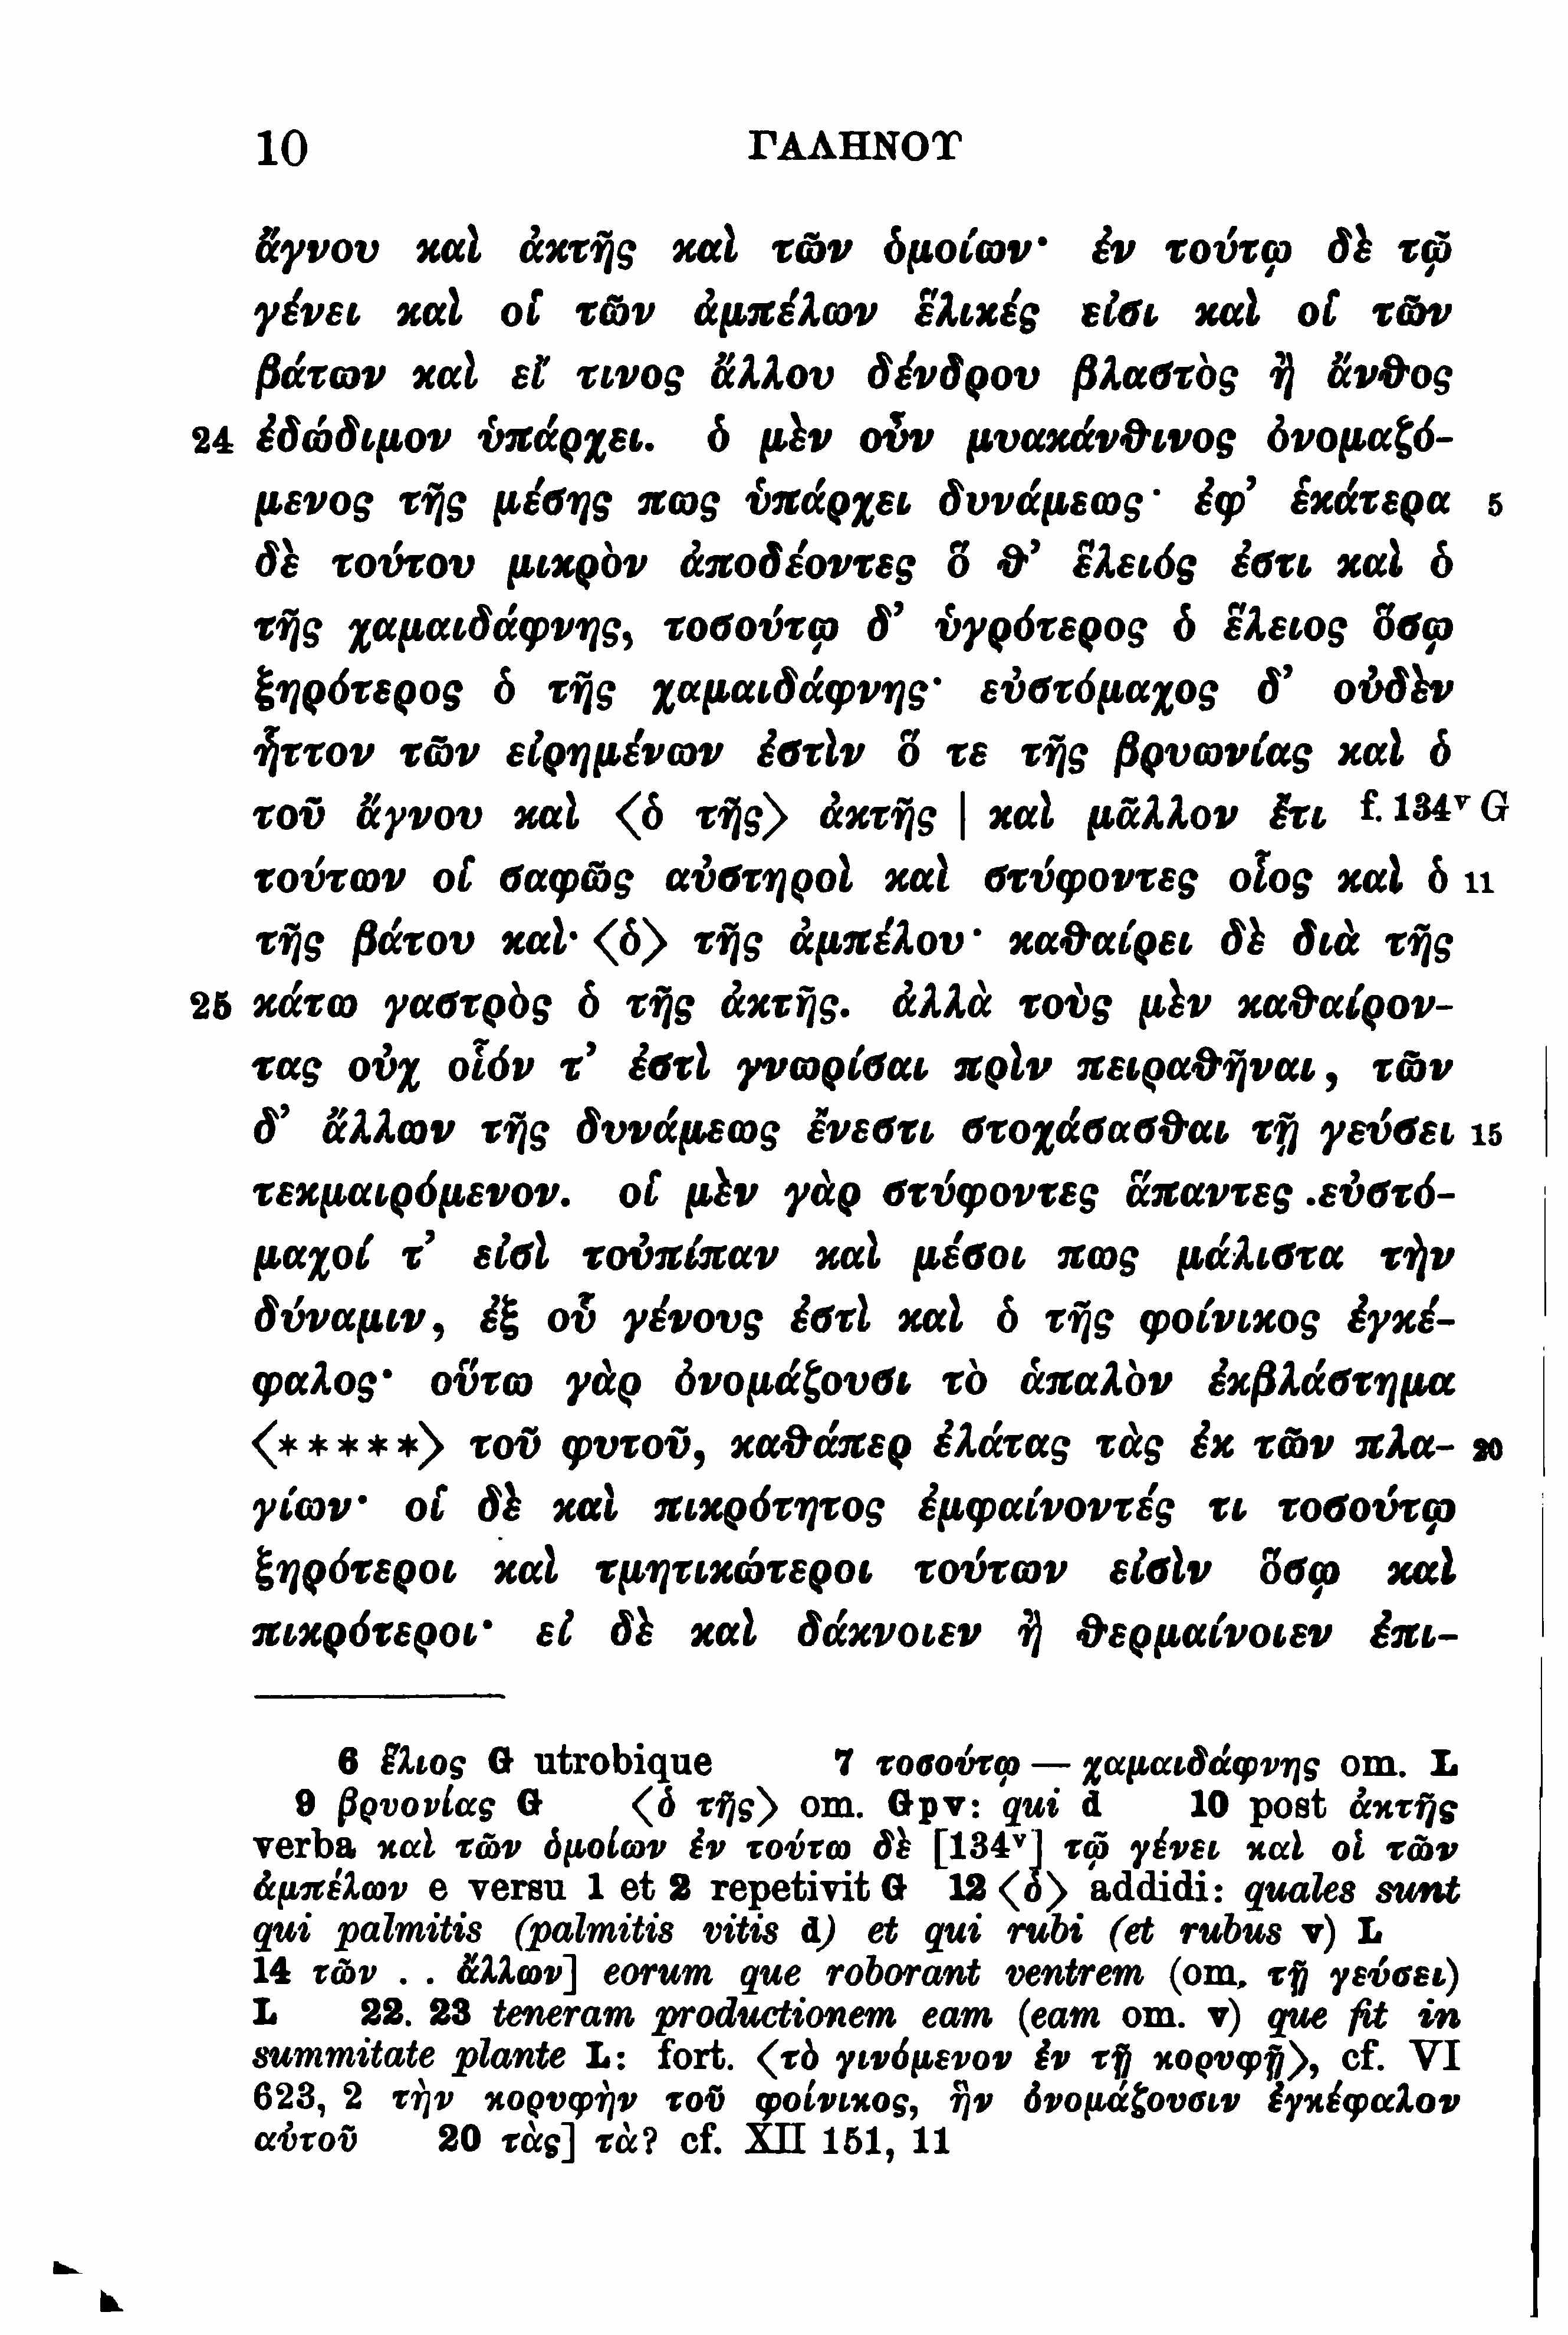 10 ΓΑΛΗΝΟΥ
ἄγνου καὶ ἀκτῆς καὶ τῶν ὁμοίων· ἐν τούτῳ δὲ τῷ
γένει καὶ οἱ τῶν ἀμπέλων ἕλικές εἰσι καὶ οἱ τῶν
βάτων καὶ εἴ τινος ἄλλου δένδρου βλαστὸς ἢ ἄνθος
24 ἐδώδιμον ὑπάρχει. ὁ μὲν οὖν μυακάνθινος ὀνομαζό-
μενος τῆς μέσης πως ὑπάρχει δυνάμεως· ἐφ’ ἑκάτερα 5
δὲ τούτου μικρὸν ἀποδέοντες ὅ θ’ ἕλειός ἐστι καὶ ὁ
τῆς χαμαιδάφνης, τοσούτῳ δ’ ὑγρότερος ὁ ἕλειος ὅσῳ
ξηρότερος ὁ τῆς χαμαιδάφνης· εὐστόμαχος δ’ οὐδὲν
ἧττον τῶν εἰρημένων ἐστὶν ὅ τε τῆς βρυωνίας καὶ ὁ
τοῦ ἄγνου καὶ ⟨ὁ τῆς⟩ ἀκτῆς | καὶ μᾶλλον ἔτι f. 134ᵛ G
τούτων οἱ σαφῶς αὐστηροὶ καὶ στύφοντες οἷος καὶ ὁ 11
τῆς βάτου καὶ· ⟨ὁ⟩ τῆς ἀμπέλου· καθαίρει δὲ διὰ τῆς
25 κάτω γαστρὸς ὁ τῆς ἀκτῆς. ἀλλὰ τοὺς μὲν καθαίρον-
τας οὐχ οἷόν τ’ ἐστὶ γνωρίσαι πρὶν πειραθῆναι, τῶν
δ’ ἄλλων τῆς δυνάμεως ἔνεστι στοχάσασθαι τῇ γεύσει 15
τεκμαιρόμενον. οἱ μὲν γὰρ στύφοντες ἅπαντες .εὐστό-
μαχοί τ’ εἰσὶ τοὐπίπαν καὶ μέσοι πως μάλιστα τὴν
δύναμιν, ἐξ οὗ γένους ἐστὶ καὶ ὁ τῆς φοίνικος ἐγκέ-
φαλος· οὕτω γὰρ ὀνομάζουσι τὸ ἁπαλὸν ἐκβλάστημα
⟨* * * * *⟩ τοῦ φυτοῦ, καθάπερ ἐλάτας τὰς ἐκ τῶν πλα- 20
γίων· οἱ δὲ καὶ πικρότητος ἐμφαίνοντές τι τοσούτῳ
ξηρότεροι καὶ τμητικώτεροι τούτων εἰσὶν ὅσῳ καὶ
πικρότεροι· εἰ δὲ καὶ δάκνοιεν ἢ θερμαίνοιεν ἐπι-
6 ἕλιος G utrobique 7 τοσούτῳ — χαμαιδάφνης om. L
9 βρυονίας G ⟨ὁ τῆς⟩ om. Gpv: qui d 10 post ἀκτῆς
verba καὶ τῶν ὁμοίων ἐν τούτω δὲ [134ᵛ] τῷ γένει καὶ οἱ τῶν
ἀμπέλων e versu 1 et 2 repetivit G 12 ⟨ὁ⟩ addidi: quales sunt
qui palmitis (palmitis vitis d) et qui rubi (et rubus v) L
14 τῶν . . ἄλλων] eorum que roborant ventrem (om. τῇ γεύσει)
L 22. 23 teneram productionem eam (eam om. v) que fit in
summitate plante L: fort. ⟨τὸ γινόμενον ἐν τῇ κορυφῇ⟩, cf. VI
623, 2 τὴν κορυφὴν τοῦ φοίνικος, ἣν ὀνομάζουσιν ἐγκέφαλον
αὐτοῦ 20 τὰς] τὰ? cf. XII 151, 11